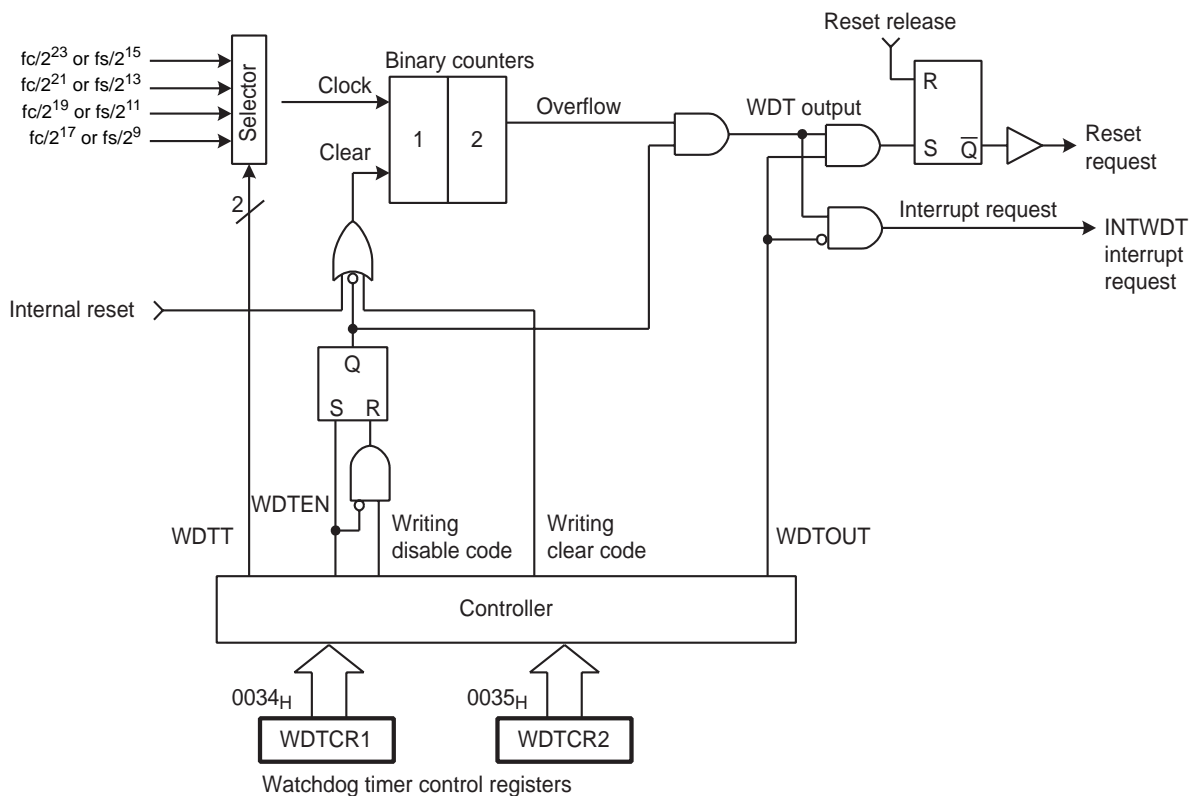 Reset release
fc/2^23 or fs/2^15
fc/2^21 or fs/2^13
fc/2^19 or fs/2^11
fc/2^17 or fs/2^9
Selector
Binary counters
Clock
1
2
Overflow
WDT output
R
S
Q̅
Reset
request
Clear
2
Interrupt request
INTWDT
interrupt
request
Internal reset
Q
S
R
WDTEN
WDTT
Writing
disable code
Writing
clear code
WDTOUT
Controller
0034H
0035H
WDTCR1
WDTCR2
Watchdog timer control registers